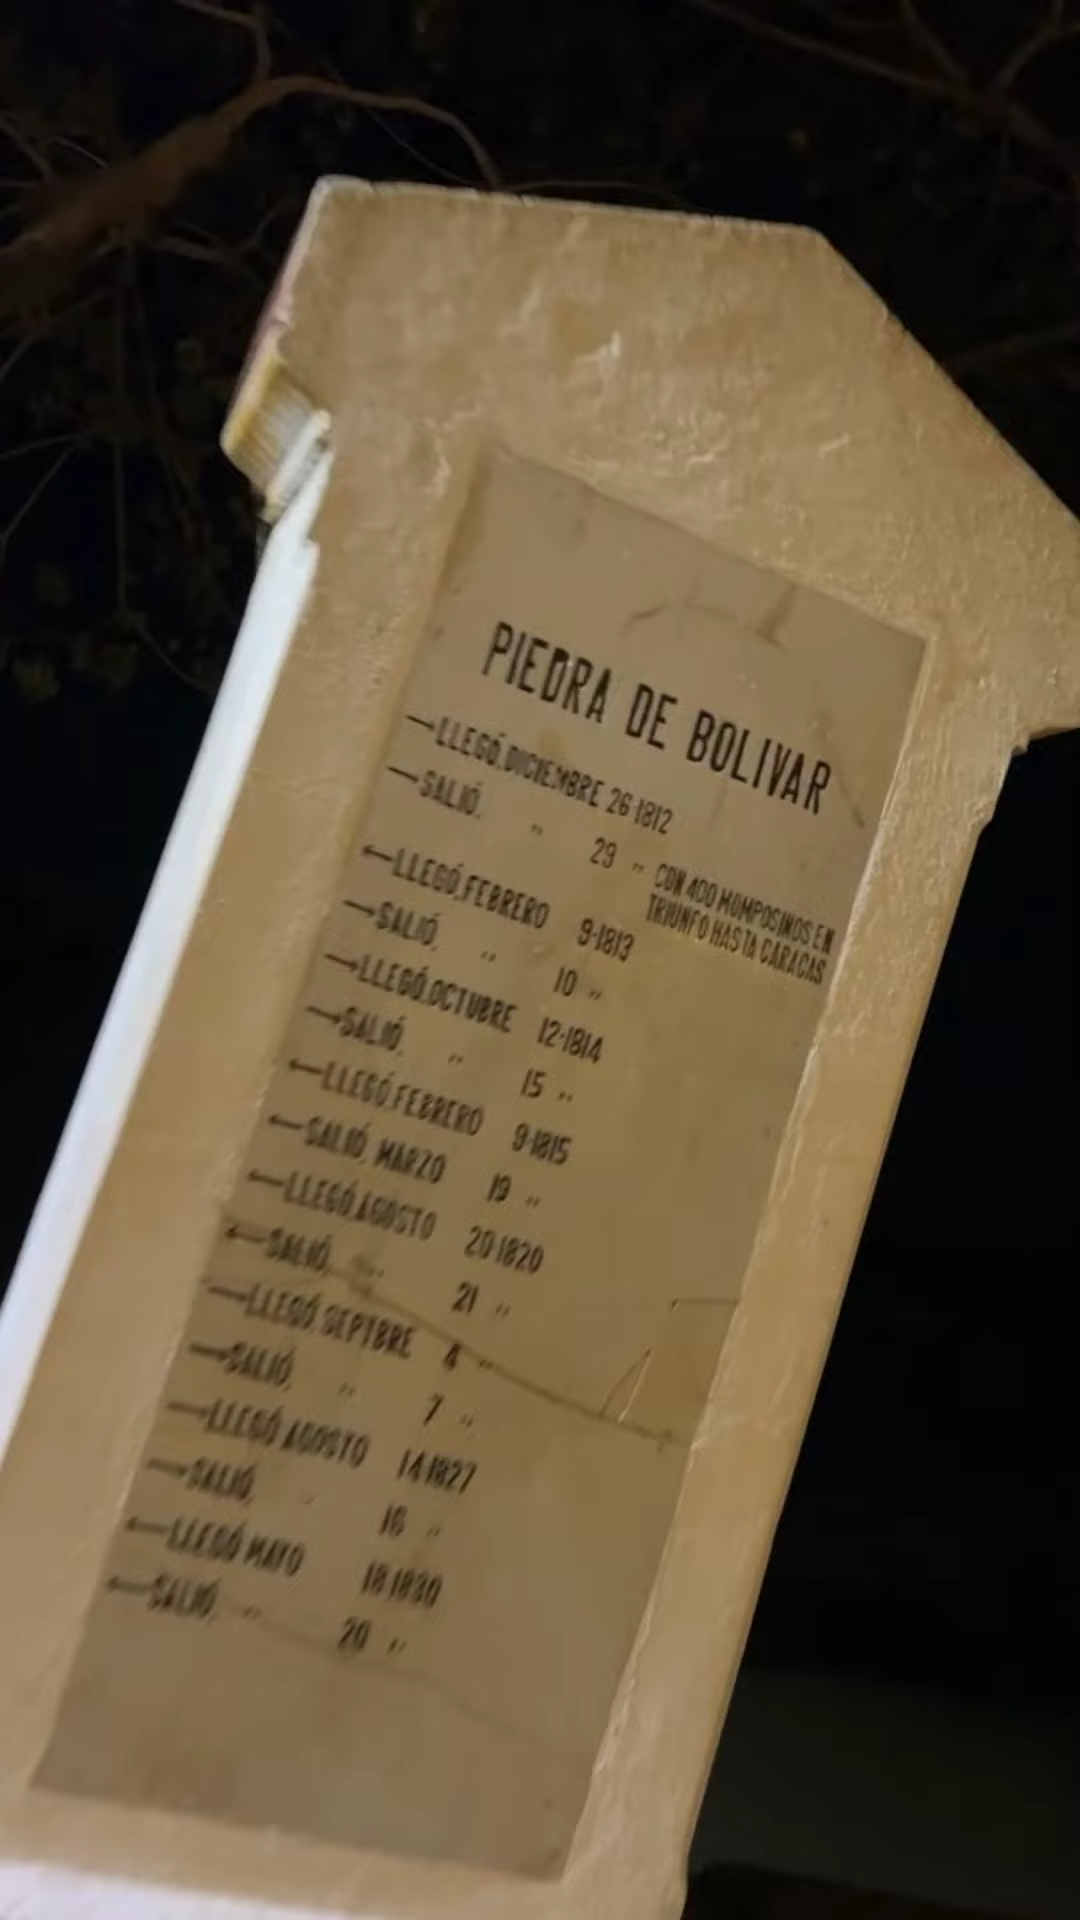 PIEDRA DE BOLIVAR
→LLEGÓ, DICIEMBRE 26-1812
→SALIÓ, " 29 " CON 400 MOMPOSINOS EN
TRIUNFO HASTA CARACAS
←LLEGÓ, FEBRERO 9-1813
→SALIÓ, " 10 "
→LLEGÓ, OCTUBRE 12-1814
→SALIÓ, " 15 "
←LLEGÓ, FEBRERO 9-1815
←SALIÓ, MARZO 19 "
←LLEGÓ, AGOSTO 20-1820
←SALIÓ, " 21 "
→LLEGÓ SEPTBRE 4 "
→SALIÓ, " 7 "
→LLEGÓ AGOSTO 14-1827
→SALIÓ, " 16 "
←LLEGÓ MAYO 18-1830
←SALIÓ, " 20 "